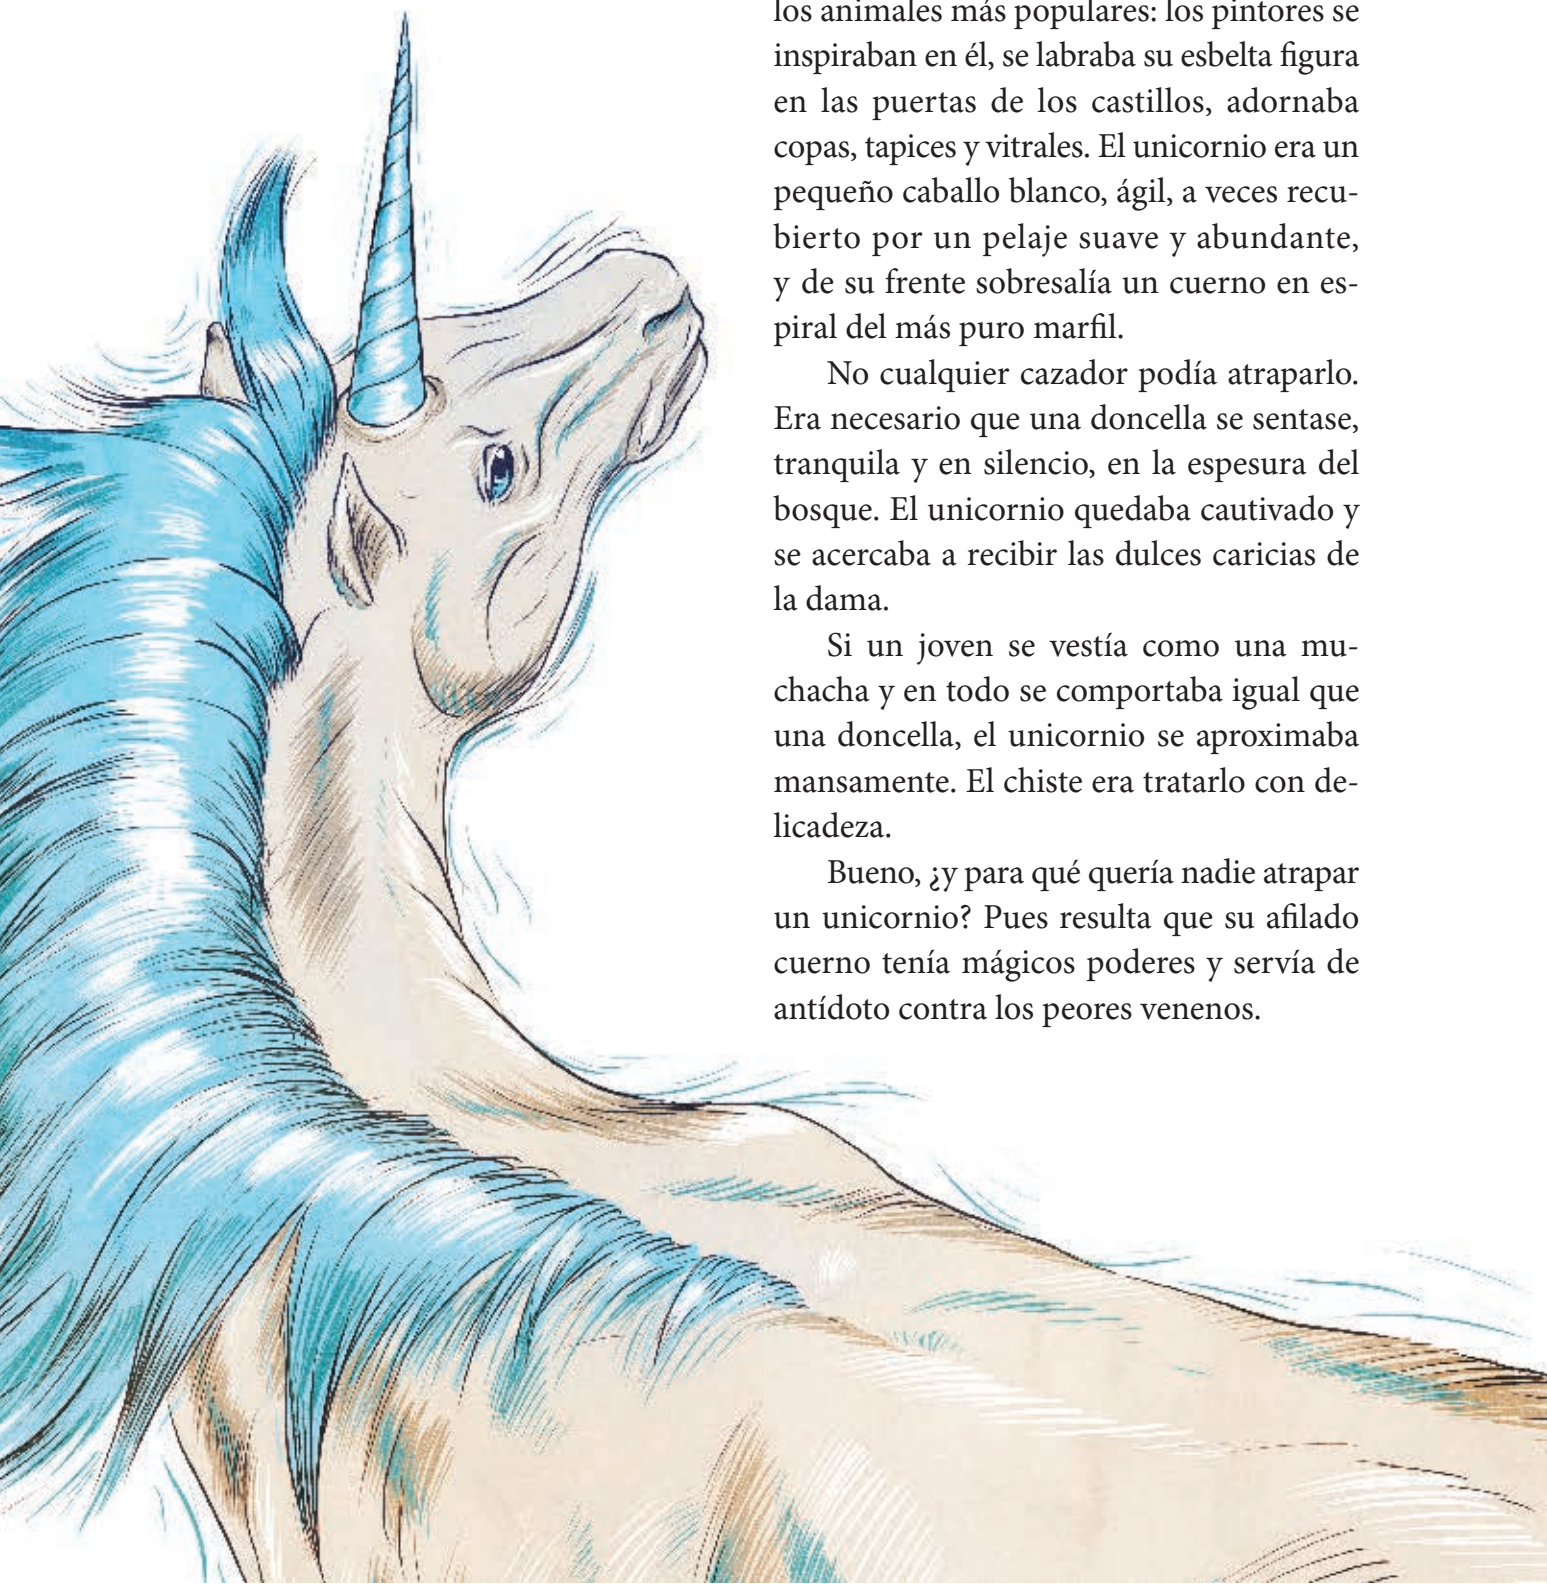 los animales más populares: los pintores se
inspiraban en él, se labraba su esbelta figura
en las puertas de los castillos, adornaba
copas, tapices y vitrales. El unicornio era un
pequeño caballo blanco, ágil, a veces recu-
bierto por un pelaje suave y abundante,
y de su frente sobresalía un cuerno en es-
piral del más puro marfil.
No cualquier cazador podía atraparlo.
Era necesario que una doncella se sentase,
tranquila y en silencio, en la espesura del
bosque. El unicornio quedaba cautivado y
se acercaba a recibir las dulces caricias de
la dama.
Si un joven se vestía como una mu-
chacha y en todo se comportaba igual que
una doncella, el unicornio se aproximaba
mansamente. El chiste era tratarlo con de-
licadeza.
Bueno, ¿y para qué quería nadie atrapar
un unicornio? Pues resulta que su afilado
cuerno tenía mágicos poderes y servía de
antídoto contra los peores venenos.